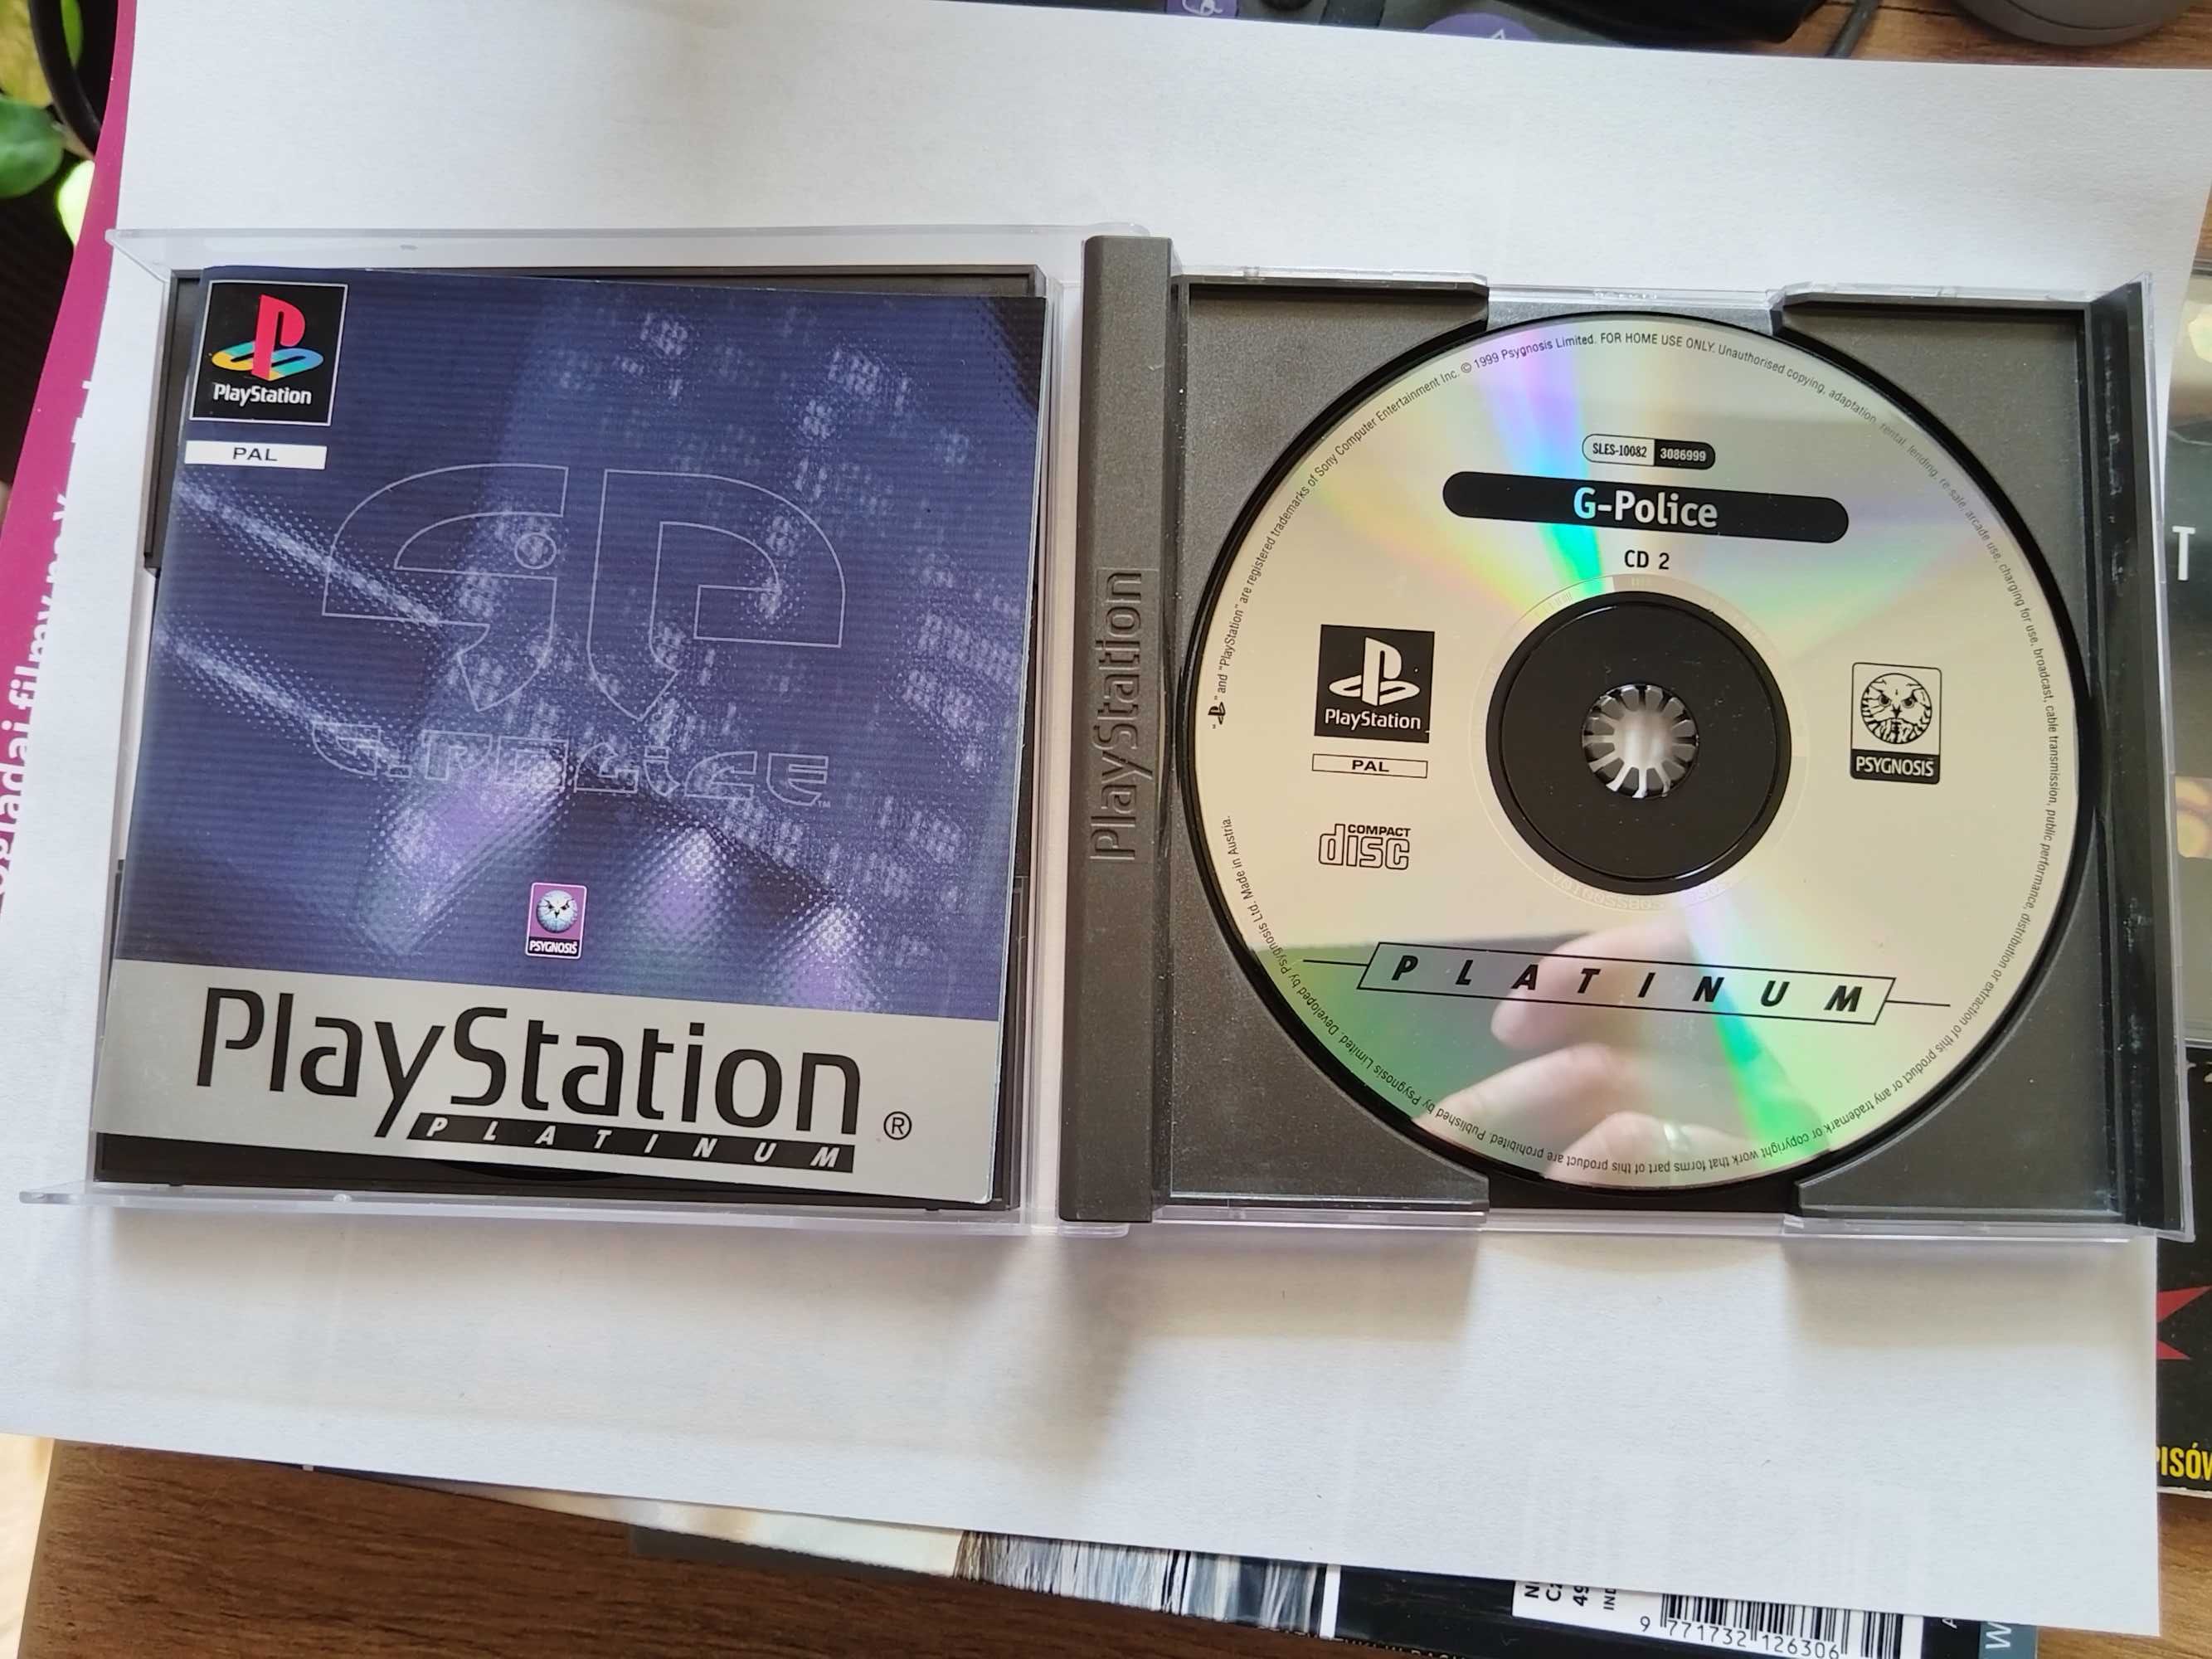 PlayStation
PAL
G-POLICE
™
PSYGNOSIS
PlayStation®
PLATINUM
PlayStation
SLES-10082 3086999
G-Police
CD 2
PlayStation
PAL
COMPACT
disc
PSYGNOSIS
PLATINUM
" " and "PlayStation" are registered trademarks of Sony Computer Entertainment Inc. © 1999 Psygnosis Limited. FOR HOME USE ONLY. Unauthorised copying, adaptation, rental, lending, re sale, arcade use, charging for use, broadcast, cable transmission, public performance, distribution or extraction of this product or any trademark or copyright work that forms part of this product are prohibited. Published by Psygnosis Limited. Developed by Psygnosis Ltd. Made in Austria.
T
9 771732 126306